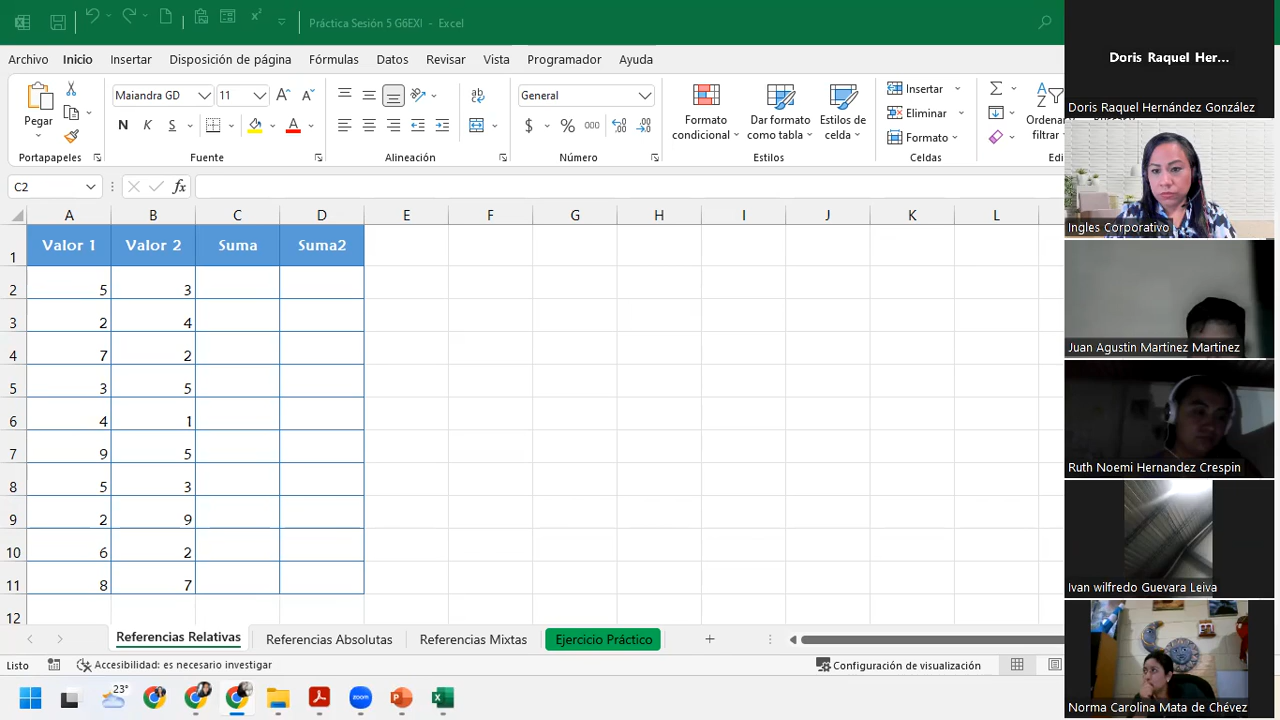 Práctica Sesión 5 G6EXI - Excel
Archivo Inicio Insertar Disposición de página Fórmulas Datos Revisar Vista Programador Ayuda
Pegar
Portapapeles
Maiandra GD 11
N K S
Fuente
Alineación
General
$ % 000
Número
Formato condicional
Dar formato como tabla
Estilos de celda
Estilos
Insertar
Eliminar
Formato
Celdas
Ordenar
filtrar
C2
A B C D E F G H I J K L
1 Valor 1 Valor 2 Suma Suma2
2 5 3
3 2 4
4 7 2
5 3 5
6 4 1
7 9 5
8 5 3
9 2 9
10 6 2
11 8 7
12
Referencias Relativas Referencias Absolutas Referencias Mixtas Ejercicio Práctico
Listo Accesibilidad: es necesario investigar Configuración de visualización
23°
zoom
Doris Raquel Her...
Doris Raquel Hernández González
Ingles Corporativo
Juan Agustin Martinez Martinez
Ruth Noemi Hernandez Crespin
Ivan wilfredo Guevara Leiva
Norma Carolina Mata de Chévez